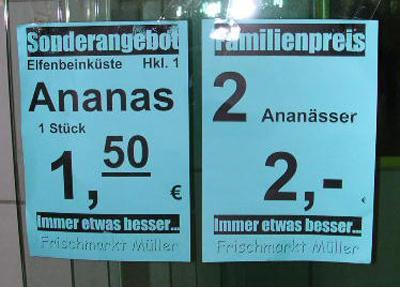 Sonderangebot
Elfenbeinküste Hkl. 1
Ananas
1 Stück
1,50 €
Immer etwas besser...
Frischmarkt Müller
Familienpreis
2 Ananässer
2,- €
Immer etwas besser...
Frischmarkt Müller